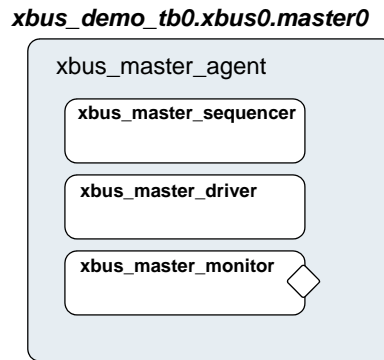 xbus_demo_tb0.xbus0.master0
xbus_master_agent
xbus_master_sequencer
xbus_master_driver
xbus_master_monitor